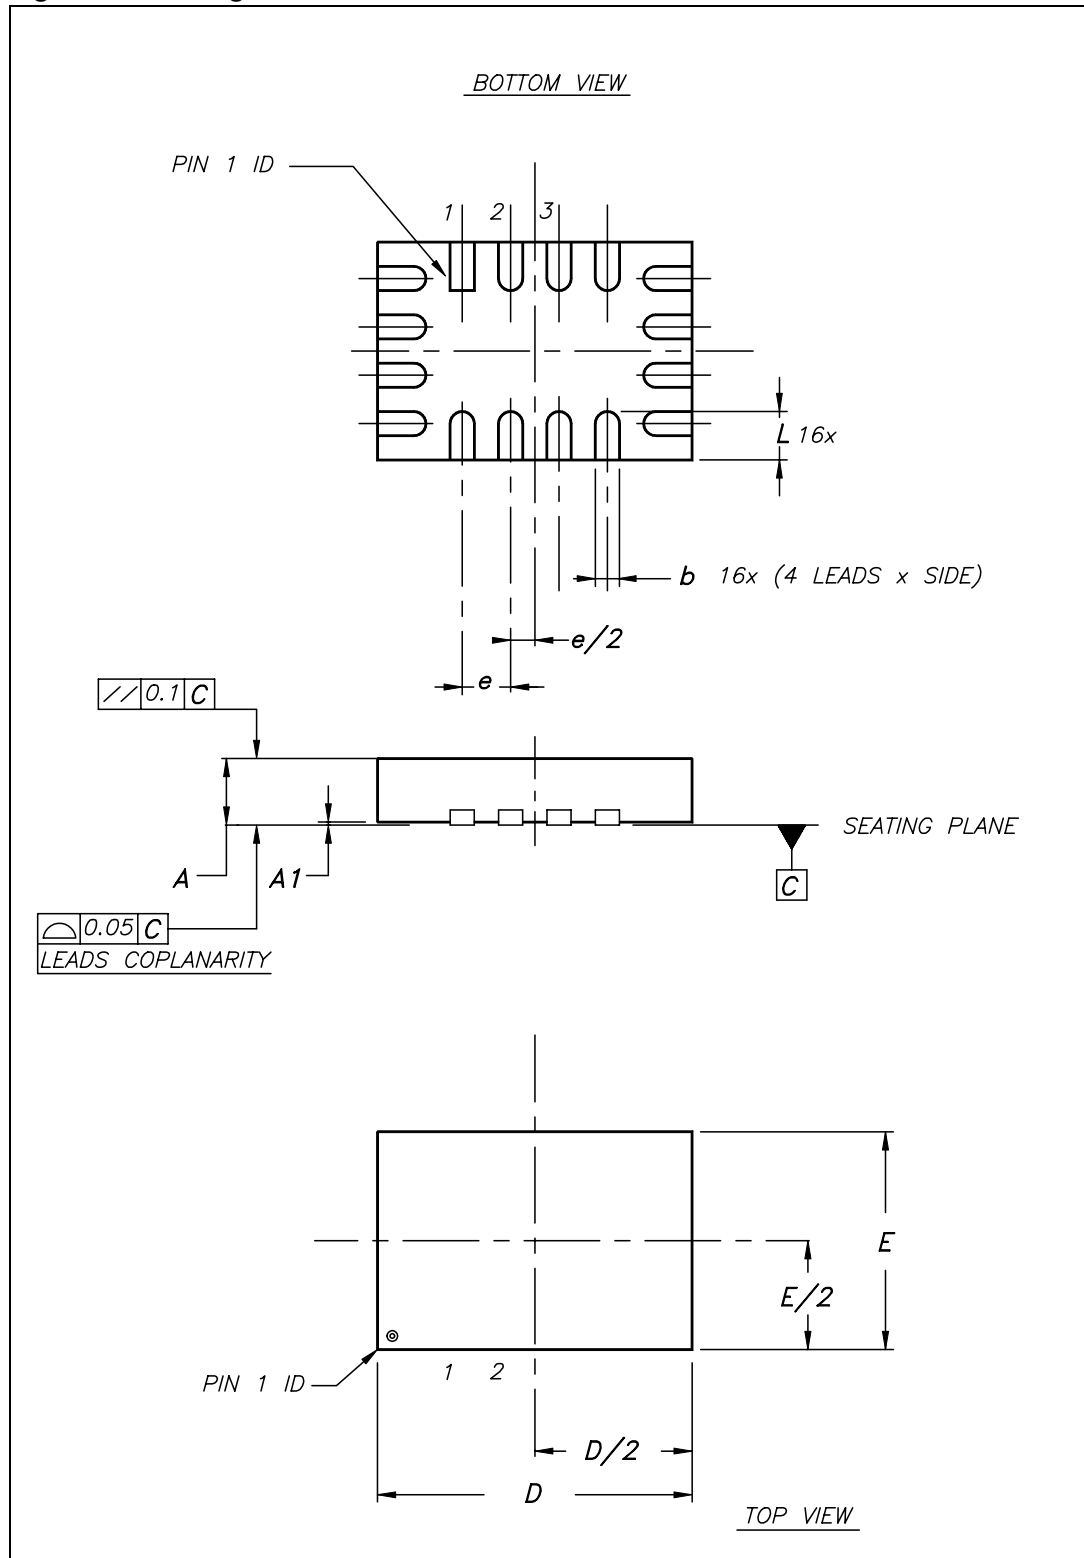 BOTTOM VIEW
PIN 1 ID
1 2 3
L 16x
b 16x (4 LEADS x SIDE)
e/2
e
// 0.1 C
SEATING PLANE
A A1
C
0.05 C
LEADS COPLANARITY
E
E/2
1 2
PIN 1 ID
D/2
D
TOP VIEW